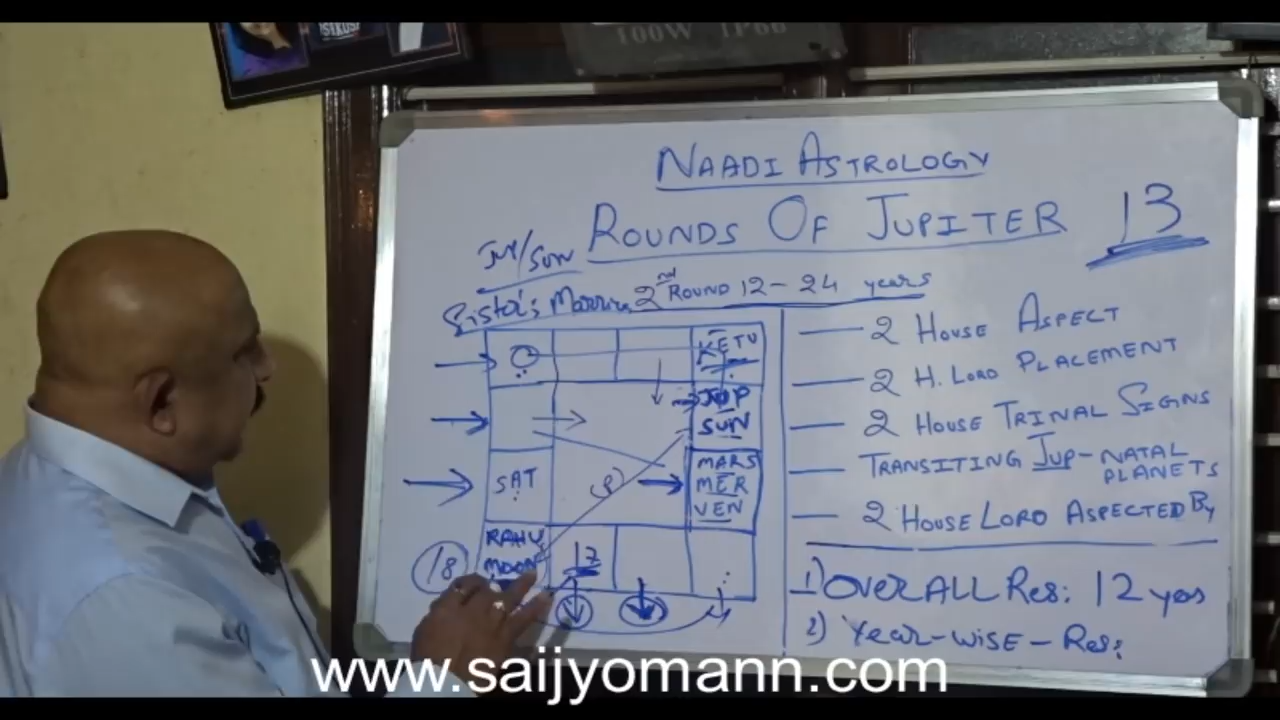 100W IP66
NAADI ASTROLOGY
ROUNDS OF JUPITER 13
JUP/SUN
2nd ROUND 12-24 years
KETU
JUP
SUN
SAT
MARS
MER
VEN
RAHU
MOON
18
17
(P)
2 HOUSE ASPECT
2 H. LORD PLACEMENT
2 HOUSE TRINAL SIGNS
TRANSITING JUP-NATAL
PLANETS
2 HOUSE LORD ASPECTED BY
1) OVERALL Res: 12 yes
2) Year-wise-Res:
www.saijyomann.com